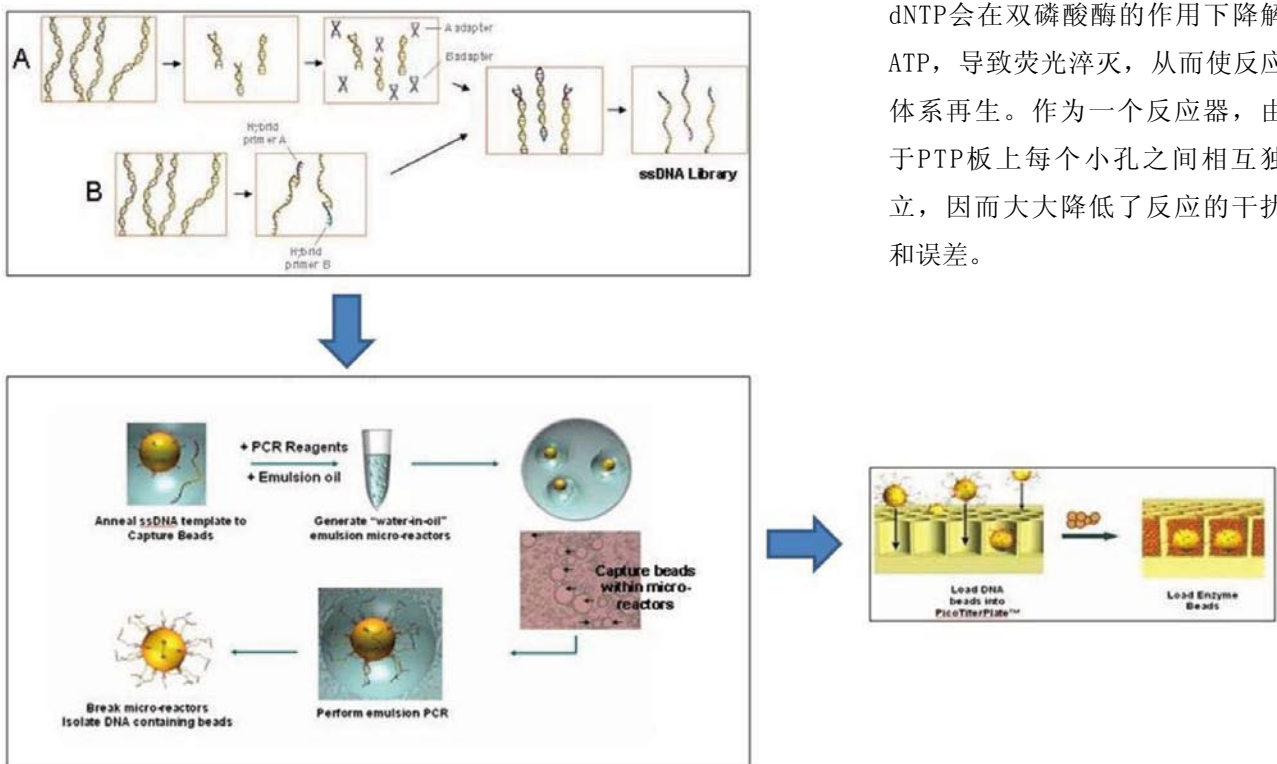 dNTP会在双磷酸酶的作用下降解
ATP，导致荧光淬灭，从而使反应
体系再生。作为一个反应器，由
于PTP板上每个小孔之间相互独
立，因而大大降低了反应的干扰
和误差。
A
A adapter
B adapter
Hybrid
primer A
B
Hybrid
primer B
ssDNA Library
+ PCR Reagents
+ Emulsion oil
Anneal ssDNA template to
Capture Beads
Generate "water-in-oil"
emulsion micro-reactors
Capture beads
within micro-
reactors
Break micro-reactors
Isolate DNA containing beads
Perform emulsion PCR
Load DNA
beads into
PicoTiterPlate™
Load Enzyme
Beads